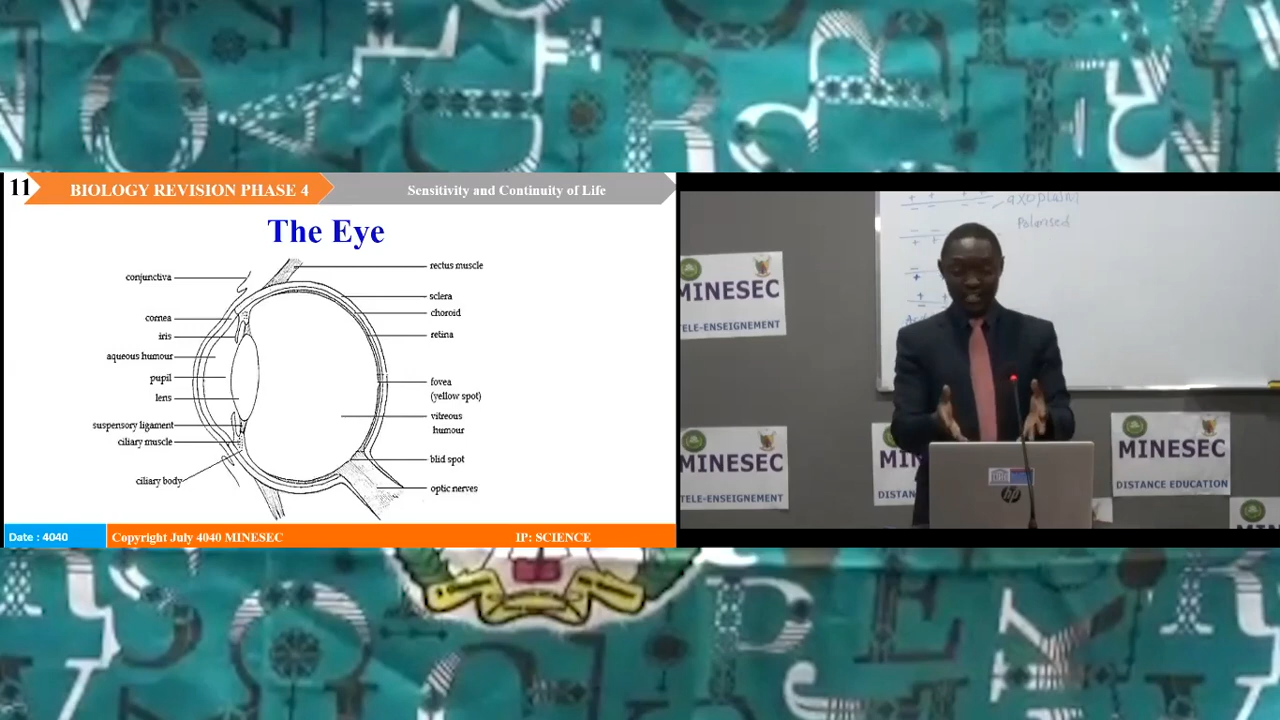 11
BIOLOGY REVISION PHASE 4
Sensitivity and Continuity of Life
The Eye
conjunctiva
cornea
iris
aqueous humour
pupil
lens
suspensory ligament
ciliary muscle
ciliary body
rectus muscle
sclera
choroid
retina
fovea
(yellow spot)
vitreous
humour
blid spot
optic nerves
Date : 4040
Copyright July 4040 MINESEC
IP: SCIENCE
axoplasm
Polarised
MINESEC
TELE-ENSEIGNEMENT
MINESEC
TELE-ENSEIGNEMENT
MIN
DISTAN
MINESEC
DISTANCE EDUCATION
MINESEC
hp